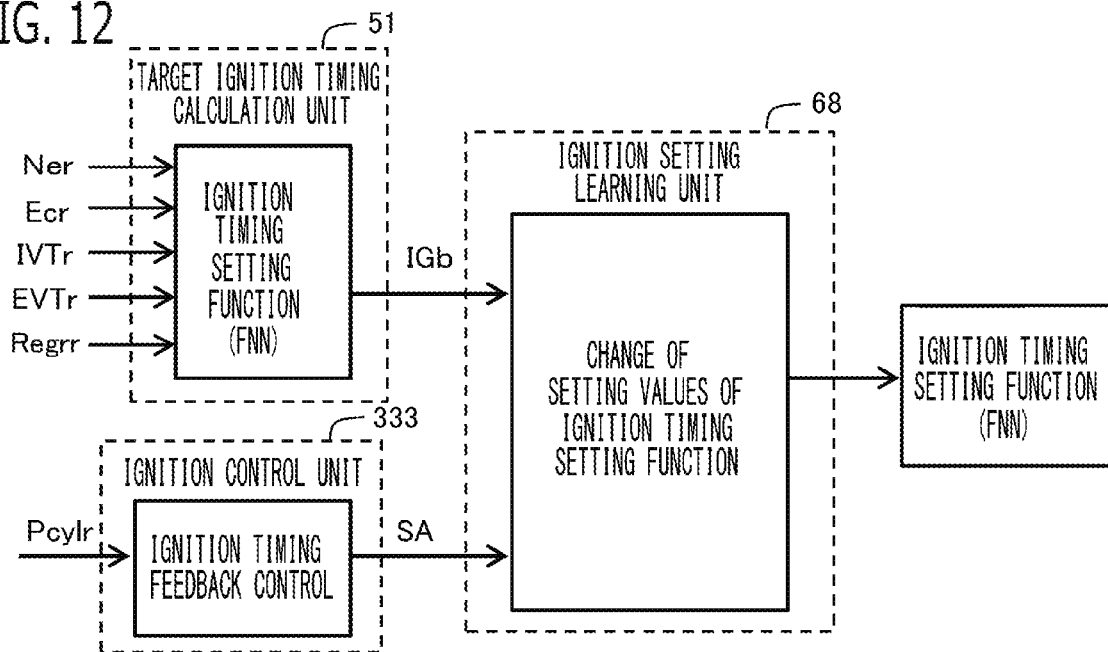 IG. 12
51
TARGET IGNITION TIMING
CALCULATION UNIT
Ner
Ecr
IVTr
EVTr
Regrr
IGNITION
TIMING
SETTING
FUNCTION
(FNN)
IGb
333
IGNITION CONTROL UNIT
Pcylr
IGNITION TIMING
FEEDBACK CONTROL
SA
68
IGNITION SETTING
LEARNING UNIT
CHANGE OF
SETTING VALUES OF
IGNITION TIMING
SETTING FUNCTION
IGNITION TIMING
SETTING FUNCTION
(FNN)